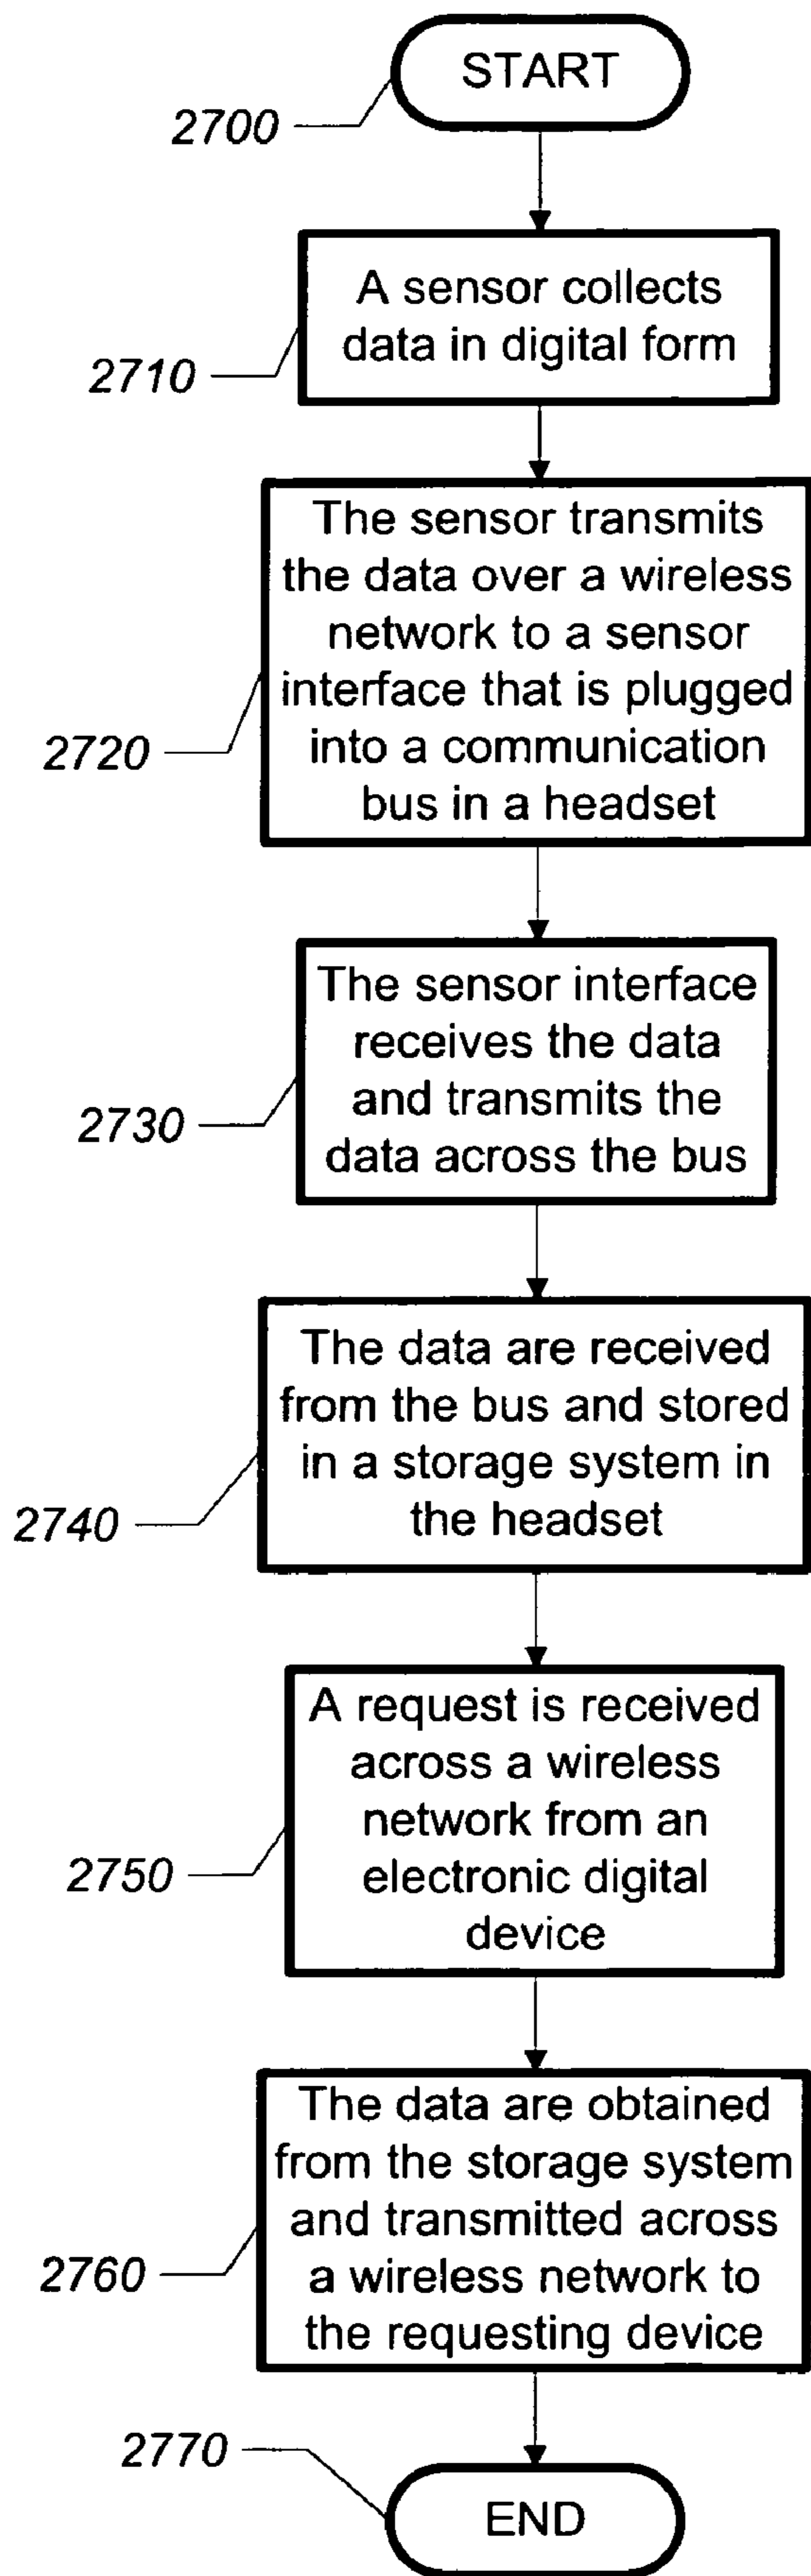 START
2700
A sensor collects
data in digital form
2710
The sensor transmits
the data over a wireless
network to a sensor
interface that is plugged
into a communication
bus in a headset
2720
The sensor interface
receives the data
and transmits the
data across the bus
2730
The data are received
from the bus and stored
in a storage system in
the headset
2740
A request is received
across a wireless
network from an
electronic digital
device
2750
The data are obtained
from the storage system
and transmitted across
a wireless network to
the requesting device
2760
2770
END